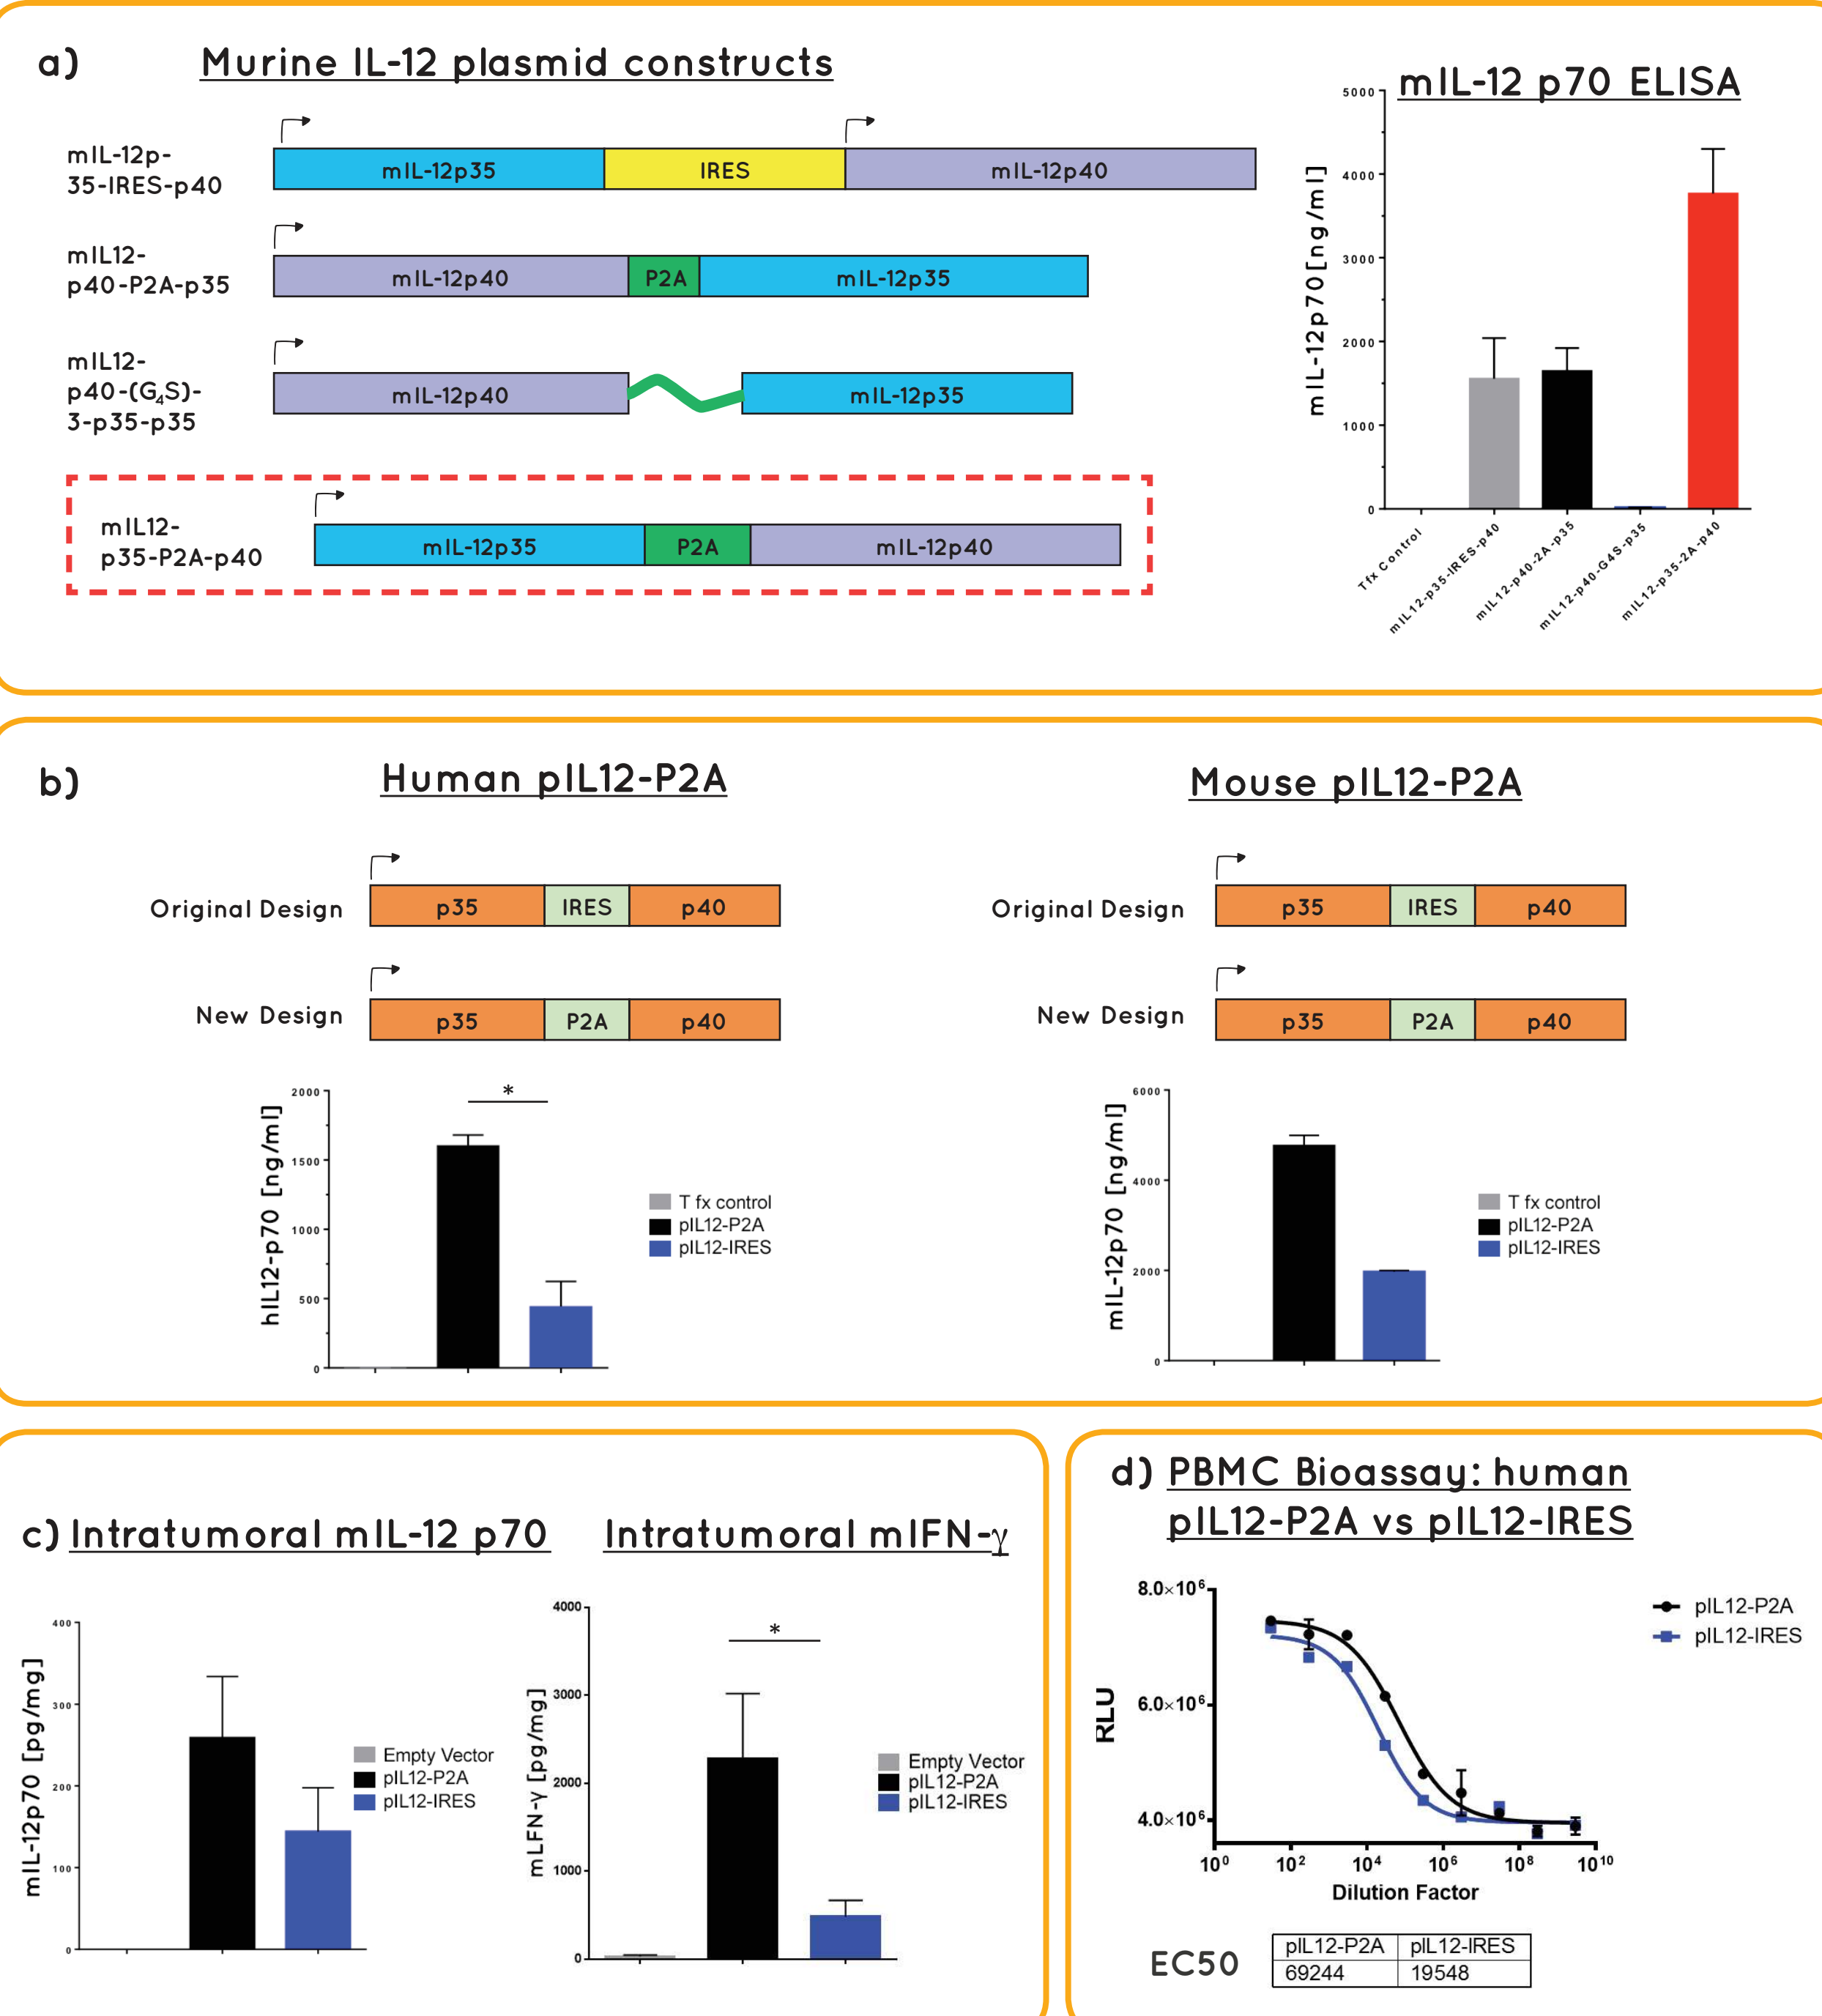 a)
Murine IL-12 plasmid constructs
mIL-12p-
35-IRES-p40
mIL-12p35
IRES
mIL-12p40
mIL12-
p40-P2A-p35
mIL-12p40
P2A
mIL-12p35
mIL12-
p40-(G₄S)-
3-p35-p35
mIL-12p40
mIL-12p35
mIL12-
p35-P2A-p40
mIL-12p35
P2A
mIL-12p40
mIL-12 p70 ELISA
mIL-12p70[ng/ml]
5000
4000
3000
2000
1000
0
Tfx Control
mIL12-p35-IRES-p40
mIL12-p40-2A-p35
mIL12-p40-G4S-p35
mIL12-p35-2A-p40
b)
Human pIL12-P2A
Original Design
p35
IRES
p40
New Design
p35
P2A
p40
hIL12-p70 [ng/ml]
2000
1500
1000
500
0
*
T fx control
pIL12-P2A
pIL12-IRES
Mouse pIL12-P2A
Original Design
p35
IRES
p40
New Design
p35
P2A
p40
mIL-12p70 [ng/ml]
6000
4000
2000
0
T fx control
pIL12-P2A
pIL12-IRES
c) Intratumoral mIL-12 p70
mIL-12p70 [pg/mg]
400
300
200
100
0
Empty Vector
pIL12-P2A
pIL12-IRES
Intratumoral mIFN-γ
mLFN-γ [pg/mg]
4000
3000
2000
1000
0
*
Empty Vector
pIL12-P2A
pIL12-IRES
d) PBMC Bioassay: human
pIL12-P2A vs pIL12-IRES
RLU
8.0×10⁶
6.0×10⁶
4.0×10⁶
10⁰ 10² 10⁴ 10⁶ 10⁸ 10¹⁰
Dilution Factor
pIL12-P2A
pIL12-IRES
EC50
pIL12-P2A pIL12-IRES
69244 19548